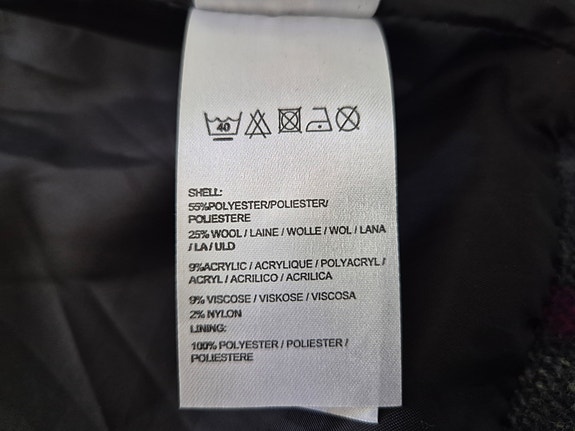 40
SHELL:
55%POLYESTER/POLIESTER/
POLIESTERE
25% WOOL / LAINE / WOLLE / WOL / LANA
/ LA / ULD
9%ACRYLIC / ACRYLIQUE / POLYACRYL /
ACRYL / ACRILICO / ACRILICA
9% VISCOSE / VISKOSE / VISCOSA
2% NYLON
LINING:
100% POLYESTER / POLIESTER /
POLIESTERE